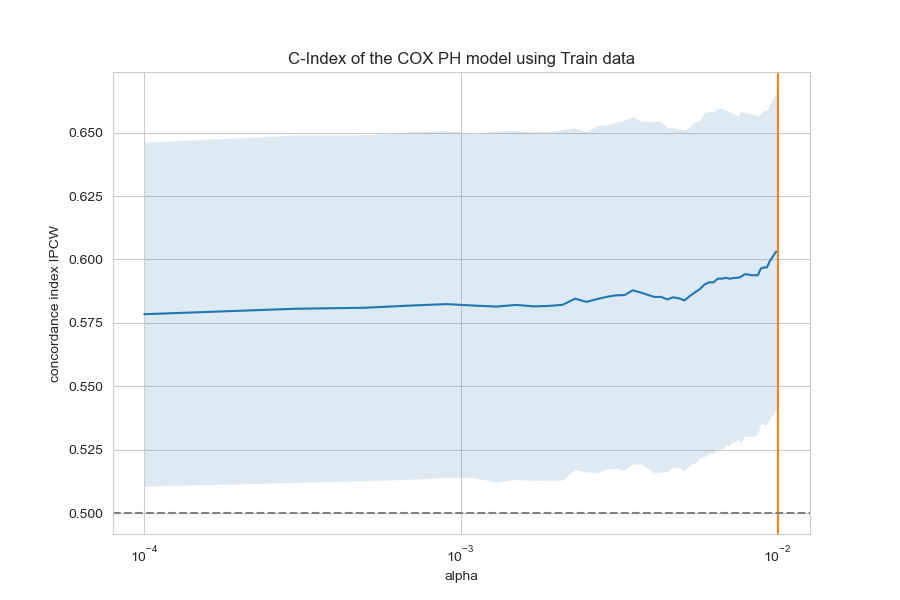 C-Index of the COX PH model using Train data
concordance index IPCW
0.650
0.625
0.600
0.575
0.550
0.525
0.500
10⁻⁴ 10⁻³ 10⁻²
alpha